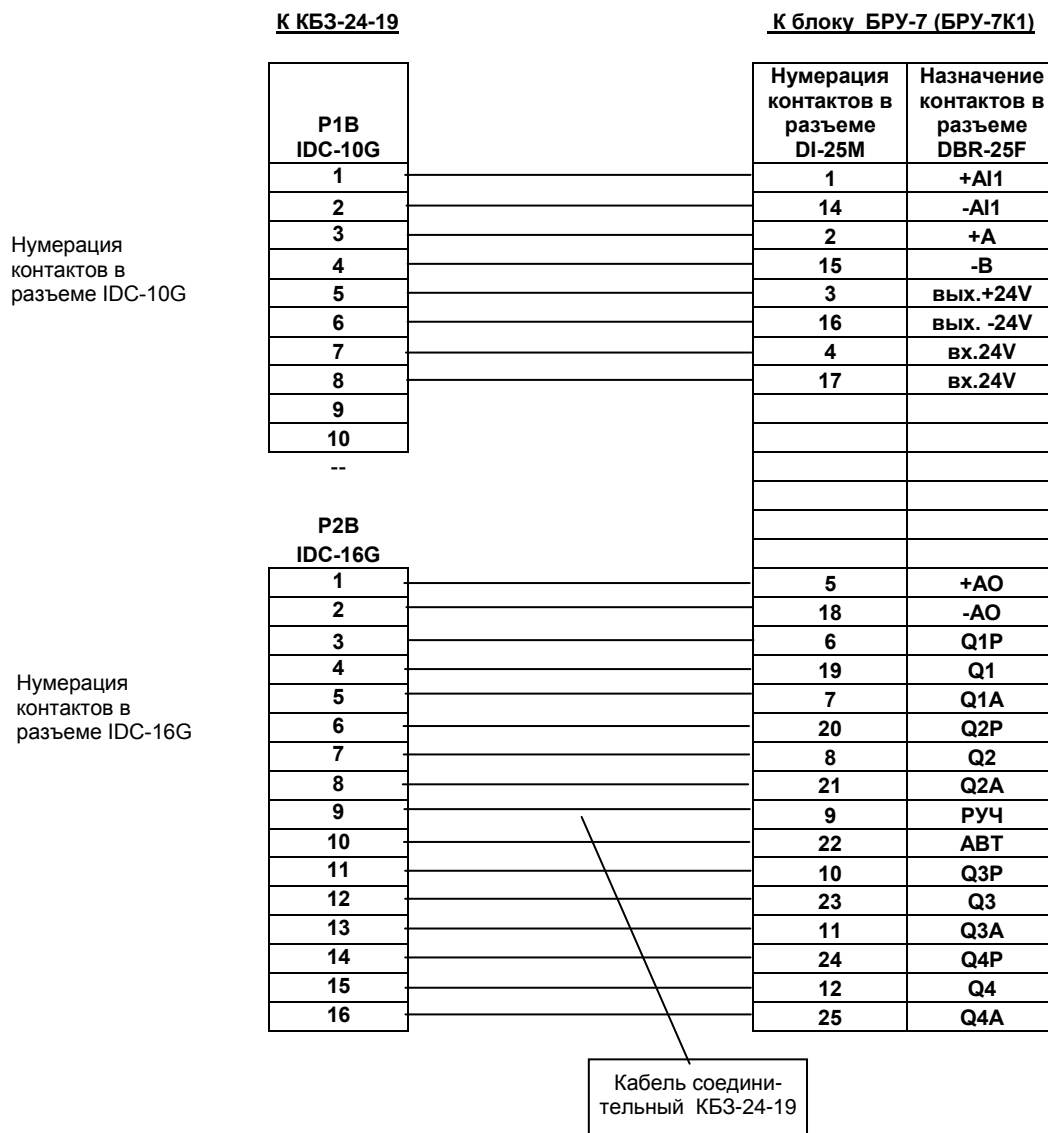 К КБЗ-24-19
К блоку БРУ-7 (БРУ-7К1)
P1B
IDC-10G
Нумерация
контактов в
разъеме
DI-25M
Назначение
контактов в
разъеме
DBR-25F
1 1 +AI1
2 14 -AI1
3 2 +A
4 15 -B
5 3 вых.+24V
6 16 вых. -24V
7 4 вх.24V
8 17 вх.24V
9
10
--
Нумерация
контактов в
разъеме IDC-10G
P2B
IDC-16G
1 5 +AO
2 18 -AO
3 6 Q1P
4 19 Q1
5 7 Q1A
6 20 Q2P
7 8 Q2
8 21 Q2A
9 9 РУЧ
10 22 АВТ
11 10 Q3P
12 23 Q3
13 11 Q3A
14 24 Q4P
15 12 Q4
16 25 Q4A
Нумерация
контактов в
разъеме IDC-16G
Кабель соедини-
тельный КБЗ-24-19